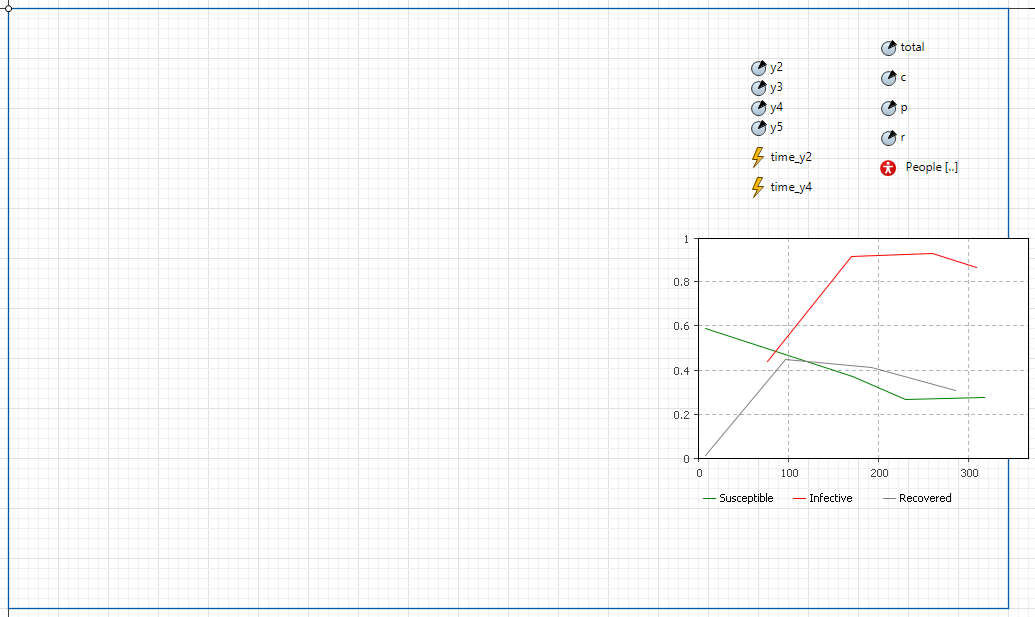 total
y2
c
y3
y4
p
y5
r
time_y2
People [..]
time_y4
1
0.8
0.6
0.4
0.2
0
0 100 200 300
Susceptible Infective Recovered